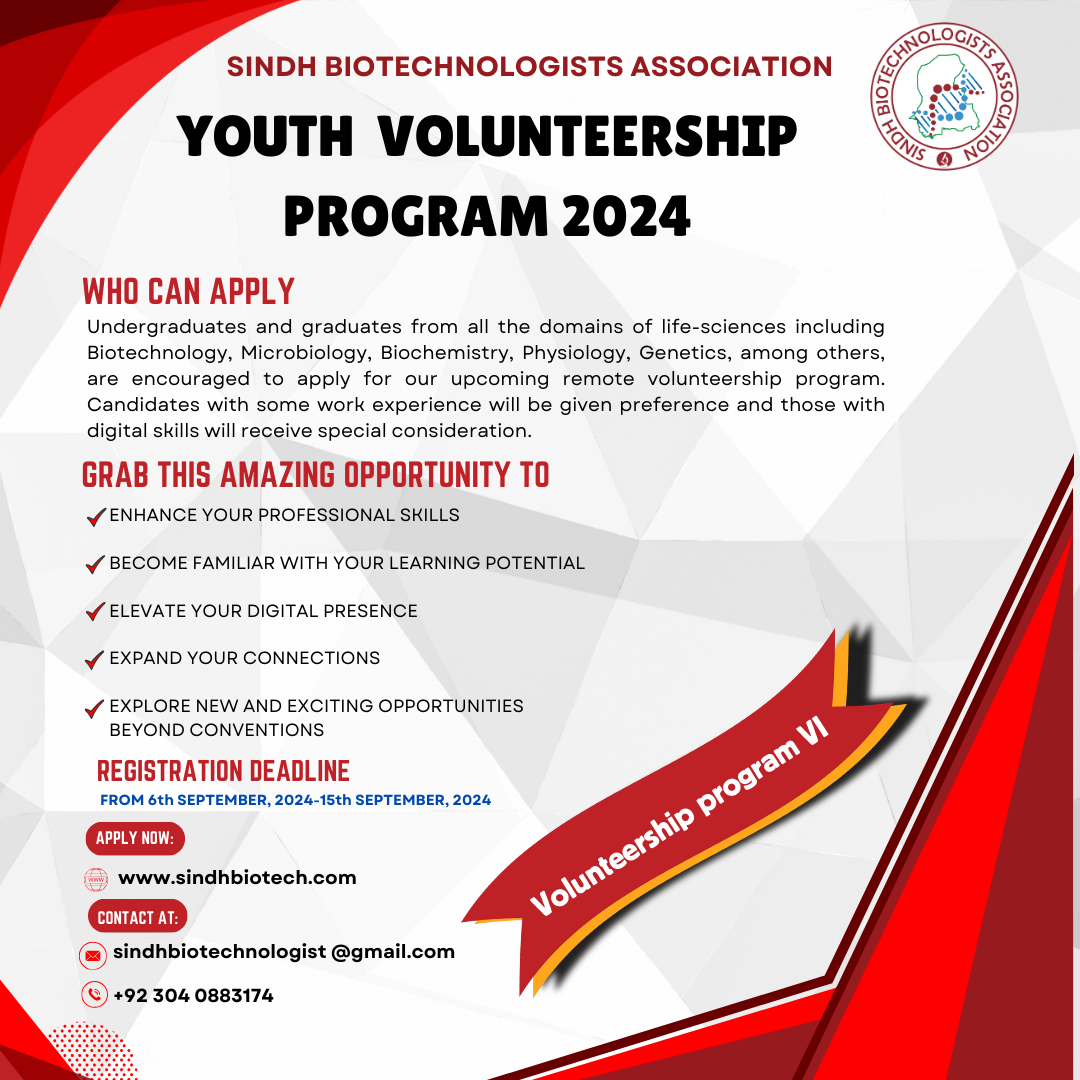 SINDH BIOTECHNOLOGISTS ASSOCIATION
SINDH BIOTECHNOLOGISTS ASSOCIATION
YOUTH VOLUNTEERSHIP
PROGRAM 2024
WHO CAN APPLY
Undergraduates and graduates from all the domains of life-sciences including
Biotechnology, Microbiology, Biochemistry, Physiology, Genetics, among others,
are encouraged to apply for our upcoming remote volunteership program.
Candidates with some work experience will be given preference and those with
digital skills will receive special consideration.
GRAB THIS AMAZING OPPORTUNITY TO
ENHANCE YOUR PROFESSIONAL SKILLS
BECOME FAMILIAR WITH YOUR LEARNING POTENTIAL
ELEVATE YOUR DIGITAL PRESENCE
EXPAND YOUR CONNECTIONS
EXPLORE NEW AND EXCITING OPPORTUNITIES
BEYOND CONVENTIONS
Volunteership program VI
REGISTRATION DEADLINE
FROM 6th SEPTEMBER, 2024-15th SEPTEMBER, 2024
APPLY NOW:
www
www.sindhbiotech.com
CONTACT AT:
sindhbiotechnologist @gmail.com
+92 304 0883174